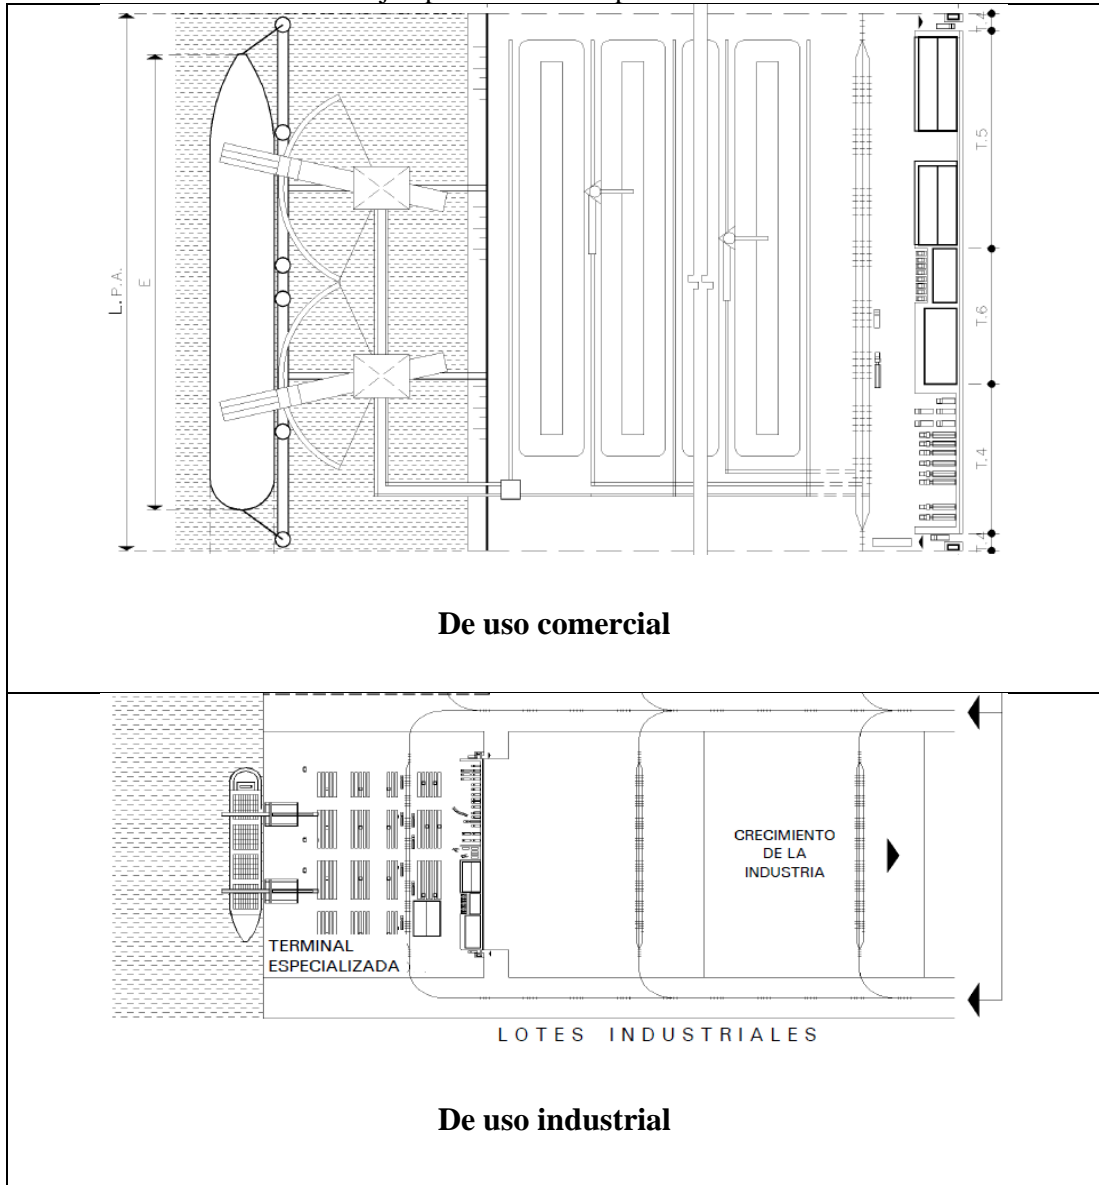 L.P.A.
E
T.4
T.5
T.6
T.4
T.4
De uso comercial
TERMINAL
ESPECIALIZADA
CRECIMIENTO
DE LA
INDUSTRIA
LOTES INDUSTRIALES
De uso industrial